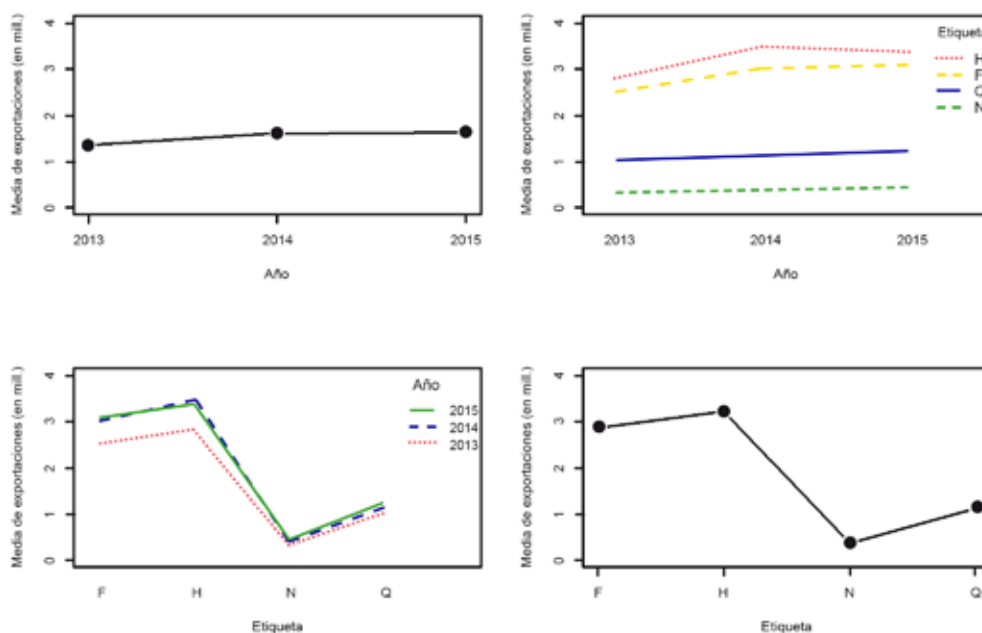 Media de exportaciones (en mill.)
4
3
2
1
0
2013 2014 2015
Año
Media de exportaciones (en mill.)
4
3
2
1
0
Etiqueta
H
F
Q
N
2013 2014 2015
Año
Media de exportaciones (en mill.)
4
3
2
1
0
Año
2015
2014
2013
F H N Q
Etiqueta
Media de exportaciones (en mill.)
4
3
2
1
0
F H N Q
Etiqueta